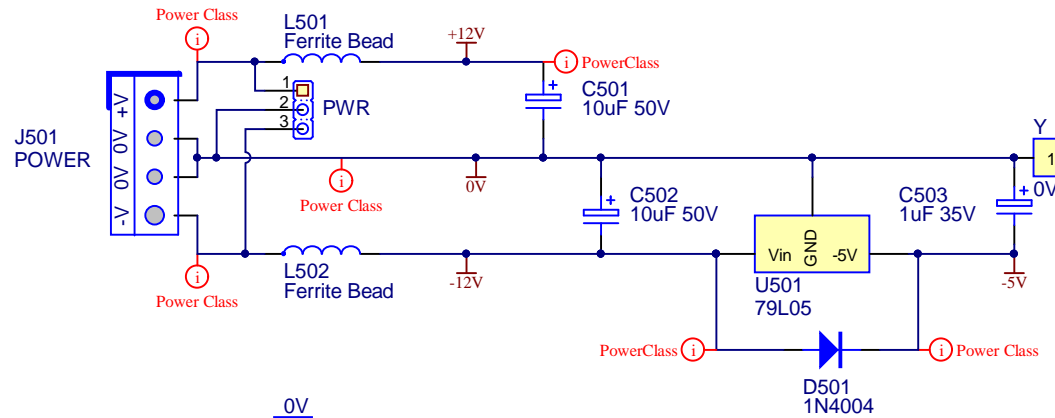 Power Class
i
L501
Ferrite Bead
+12V
i
PowerClass
C501
10uF 50V
+
1
2
3
PWR
J501
POWER
+V
0V
0V
-V
i
Power Class
0V
C502
10uF 50V
+
Vin
GND
-5V
U501
79L05
C503
1uF 35V
+
Y
1
0V
i
Power Class
L502
Ferrite Bead
-12V
-5V
PowerClass
i
i
Power Class
D501
1N4004
0V